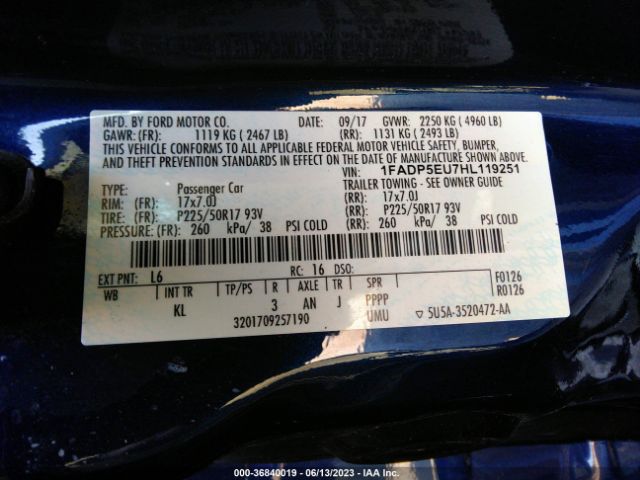 MFD. BY FORD MOTOR CO. 09/17 GVWR: 2250 KG ( 4960 LB)
GAWR: (FR): 1119 KG ( 2467 LB) (RR): 1131 KG ( 2493 LB)
THIS VEHICLE CONFORMS TO ALL APPLICABLE FEDERAL MOTOR VEHICLE SAFETY, BUMPER,
AND THEFT PREVENTION STANDARDS IN EFFECT ON THE DATE OF MANUFACTURE SHOWN ABOVE.
VIN: 1FADP5EU7HL119251
TYPE: Passenger Car TRAILER TOWING - SEE OWNER GUIDE
RIM: (FR): 17x7.0J (RR): 17x7.0J
TIRE: (FR): P225/50R17 93V (RR): P225/50R17 93V
PRESSURE: (FR): 260 kPa/ 38 PSI COLD (RR): 260 kPa/ 38 PSI COLD
EXT PNT: L6 RC: 16 DSO: F0126
WB INT TR TP/PS R AXLE TR SPR R0126
KL 3 AN J PPPP
3201709257190 UMU ▽ 5U5A-3520472-AA
000-36840019 - 06/13/2023 - IAA Inc.